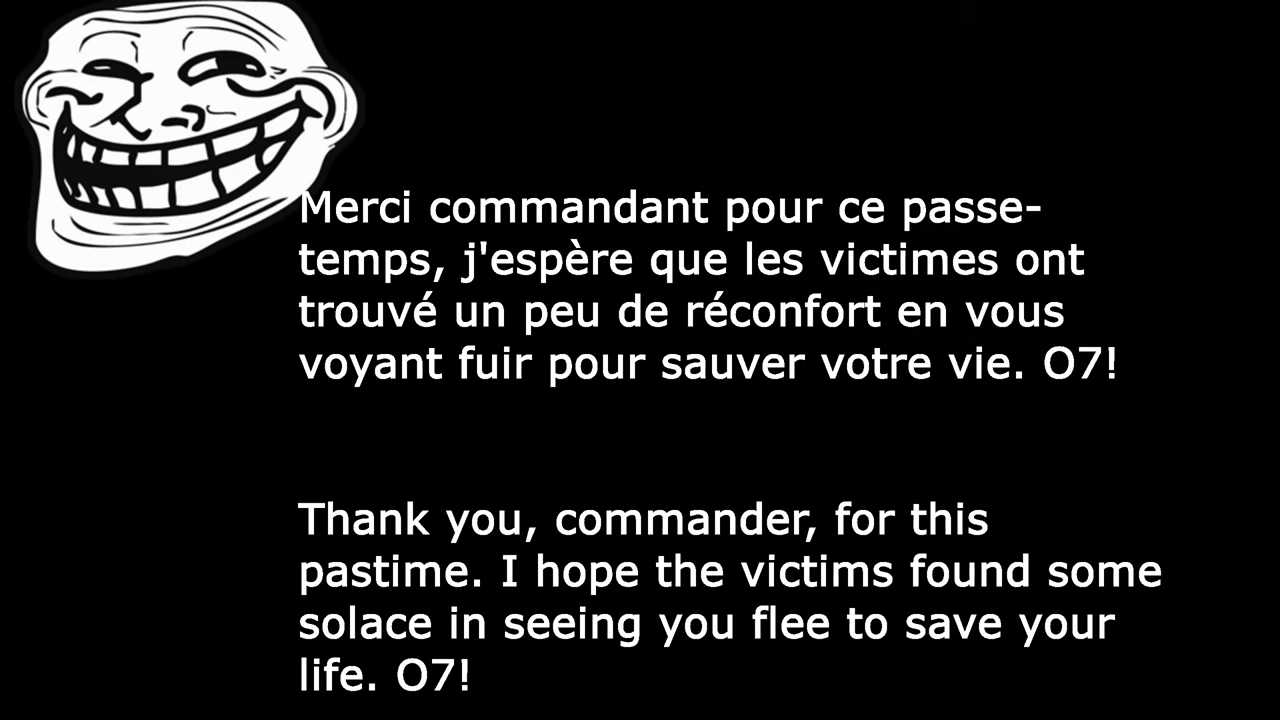 Merci commandant pour ce passe-
temps, j'espère que les victimes ont
trouvé un peu de réconfort en vous
voyant fuir pour sauver votre vie. O7!
Thank you, commander, for this
pastime. I hope the victims found some
solace in seeing you flee to save your
life. O7!